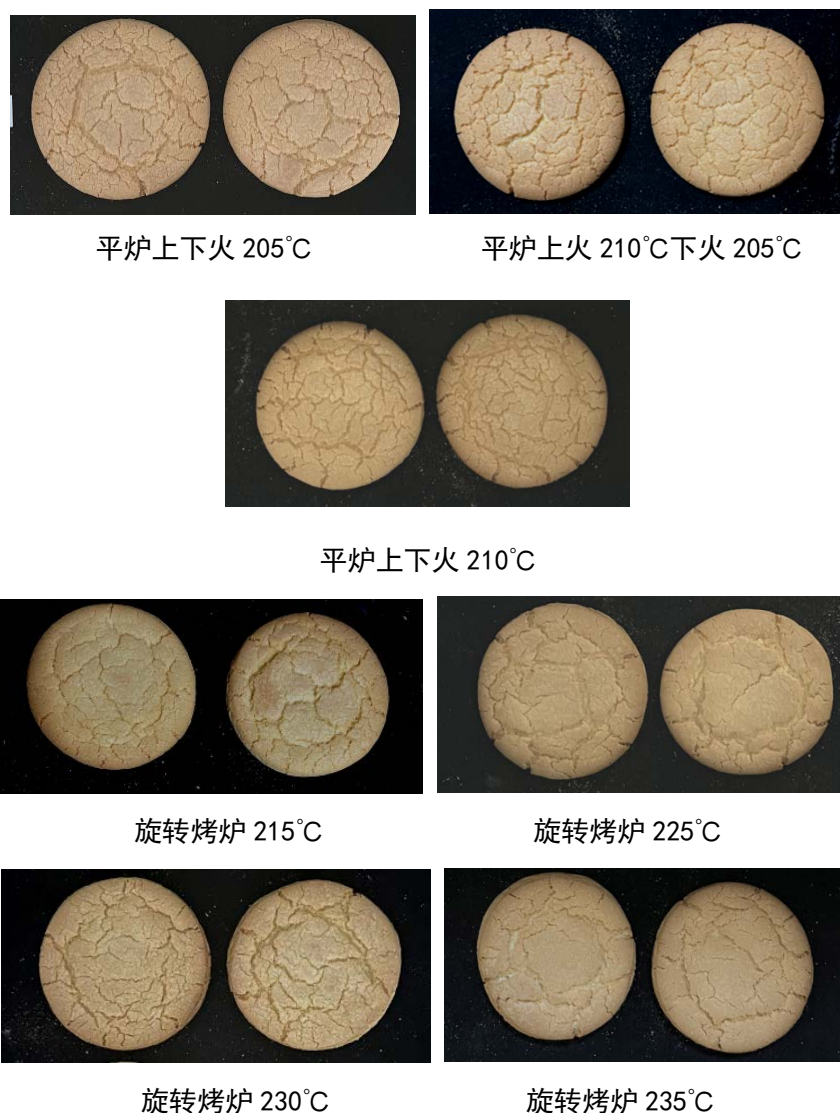 平炉上下火 205℃
平炉上火 210℃下火 205℃
平炉上下火 210℃
旋转烤炉 215℃
旋转烤炉 225℃
旋转烤炉 230℃
旋转烤炉 235℃